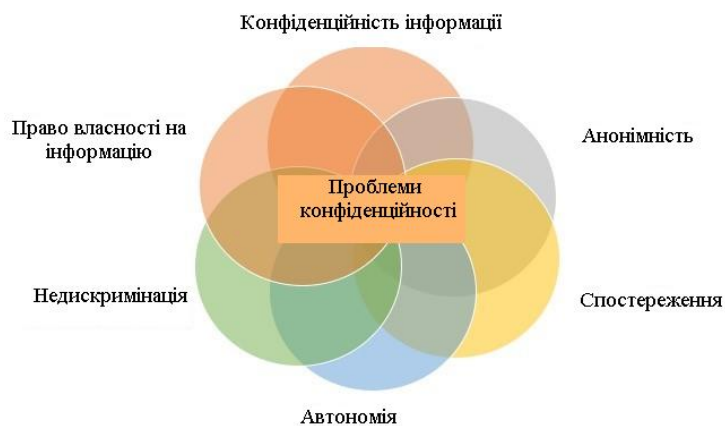 Конфіденційність інформації
Право власності на
інформацію
Анонімність
Проблеми
конфіденційності
Недискримінація
Спостереження
Автономія